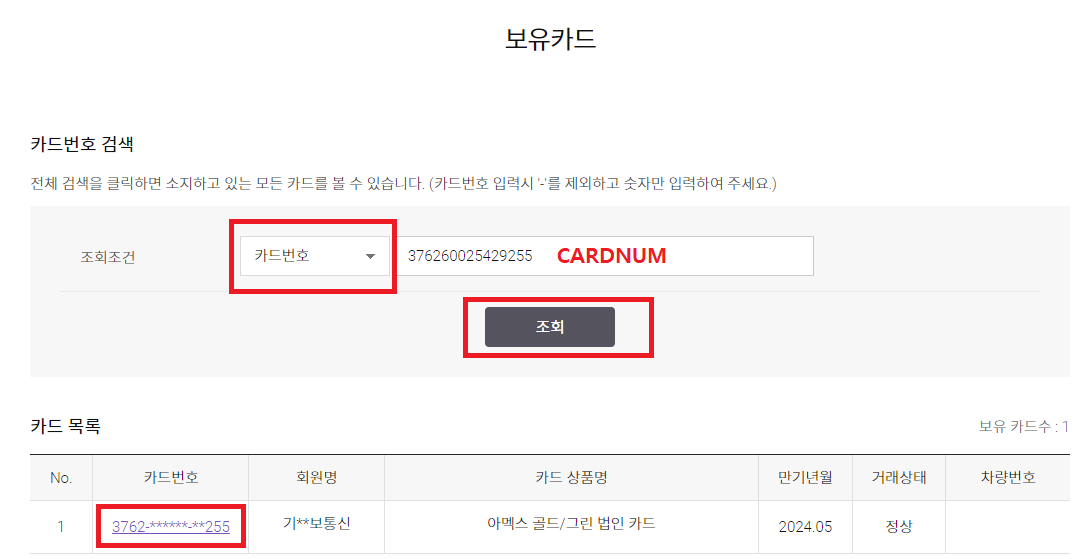 보유카드
카드번호 검색
전체 검색을 클릭하면 소지하고 있는 모든 카드를 볼 수 있습니다. (카드번호 입력시 '-'를 제외하고 숫자만 입력하여 주세요.)
조회조건 카드번호 376260025429255 CARDNUM
조회
카드 목록 보유 카드수 : 1
No. 카드번호 회원명 카드 상품명 만기년월 거래상태 차량번호
1 3762-******-**255 기**보통신 아멕스 골드/그린 법인 카드 2024.05 정상